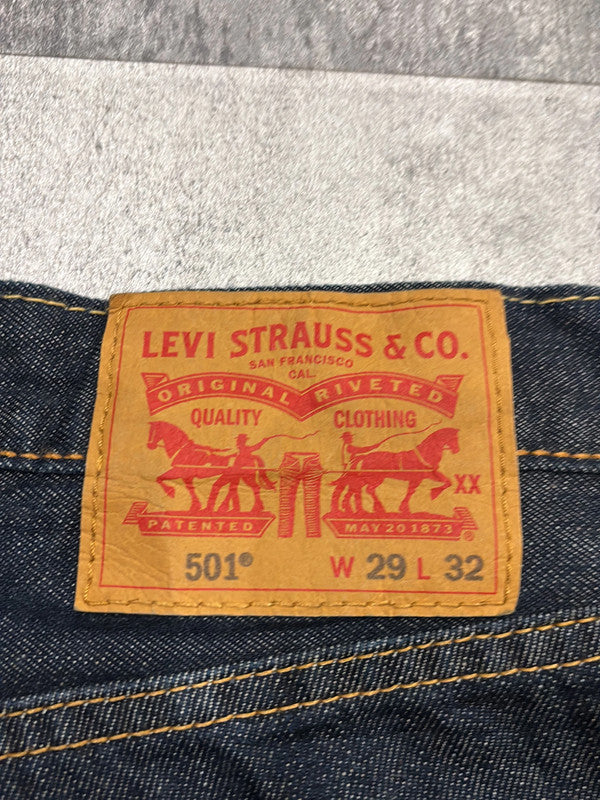 LEVI STRAUSS & CO.
SAN FRANCISCO
CAL.
ORIGINAL RIVETED
QUALITY CLOTHING
XX
PATENTED MAY 20 1873 ®
501® W 29 L 32